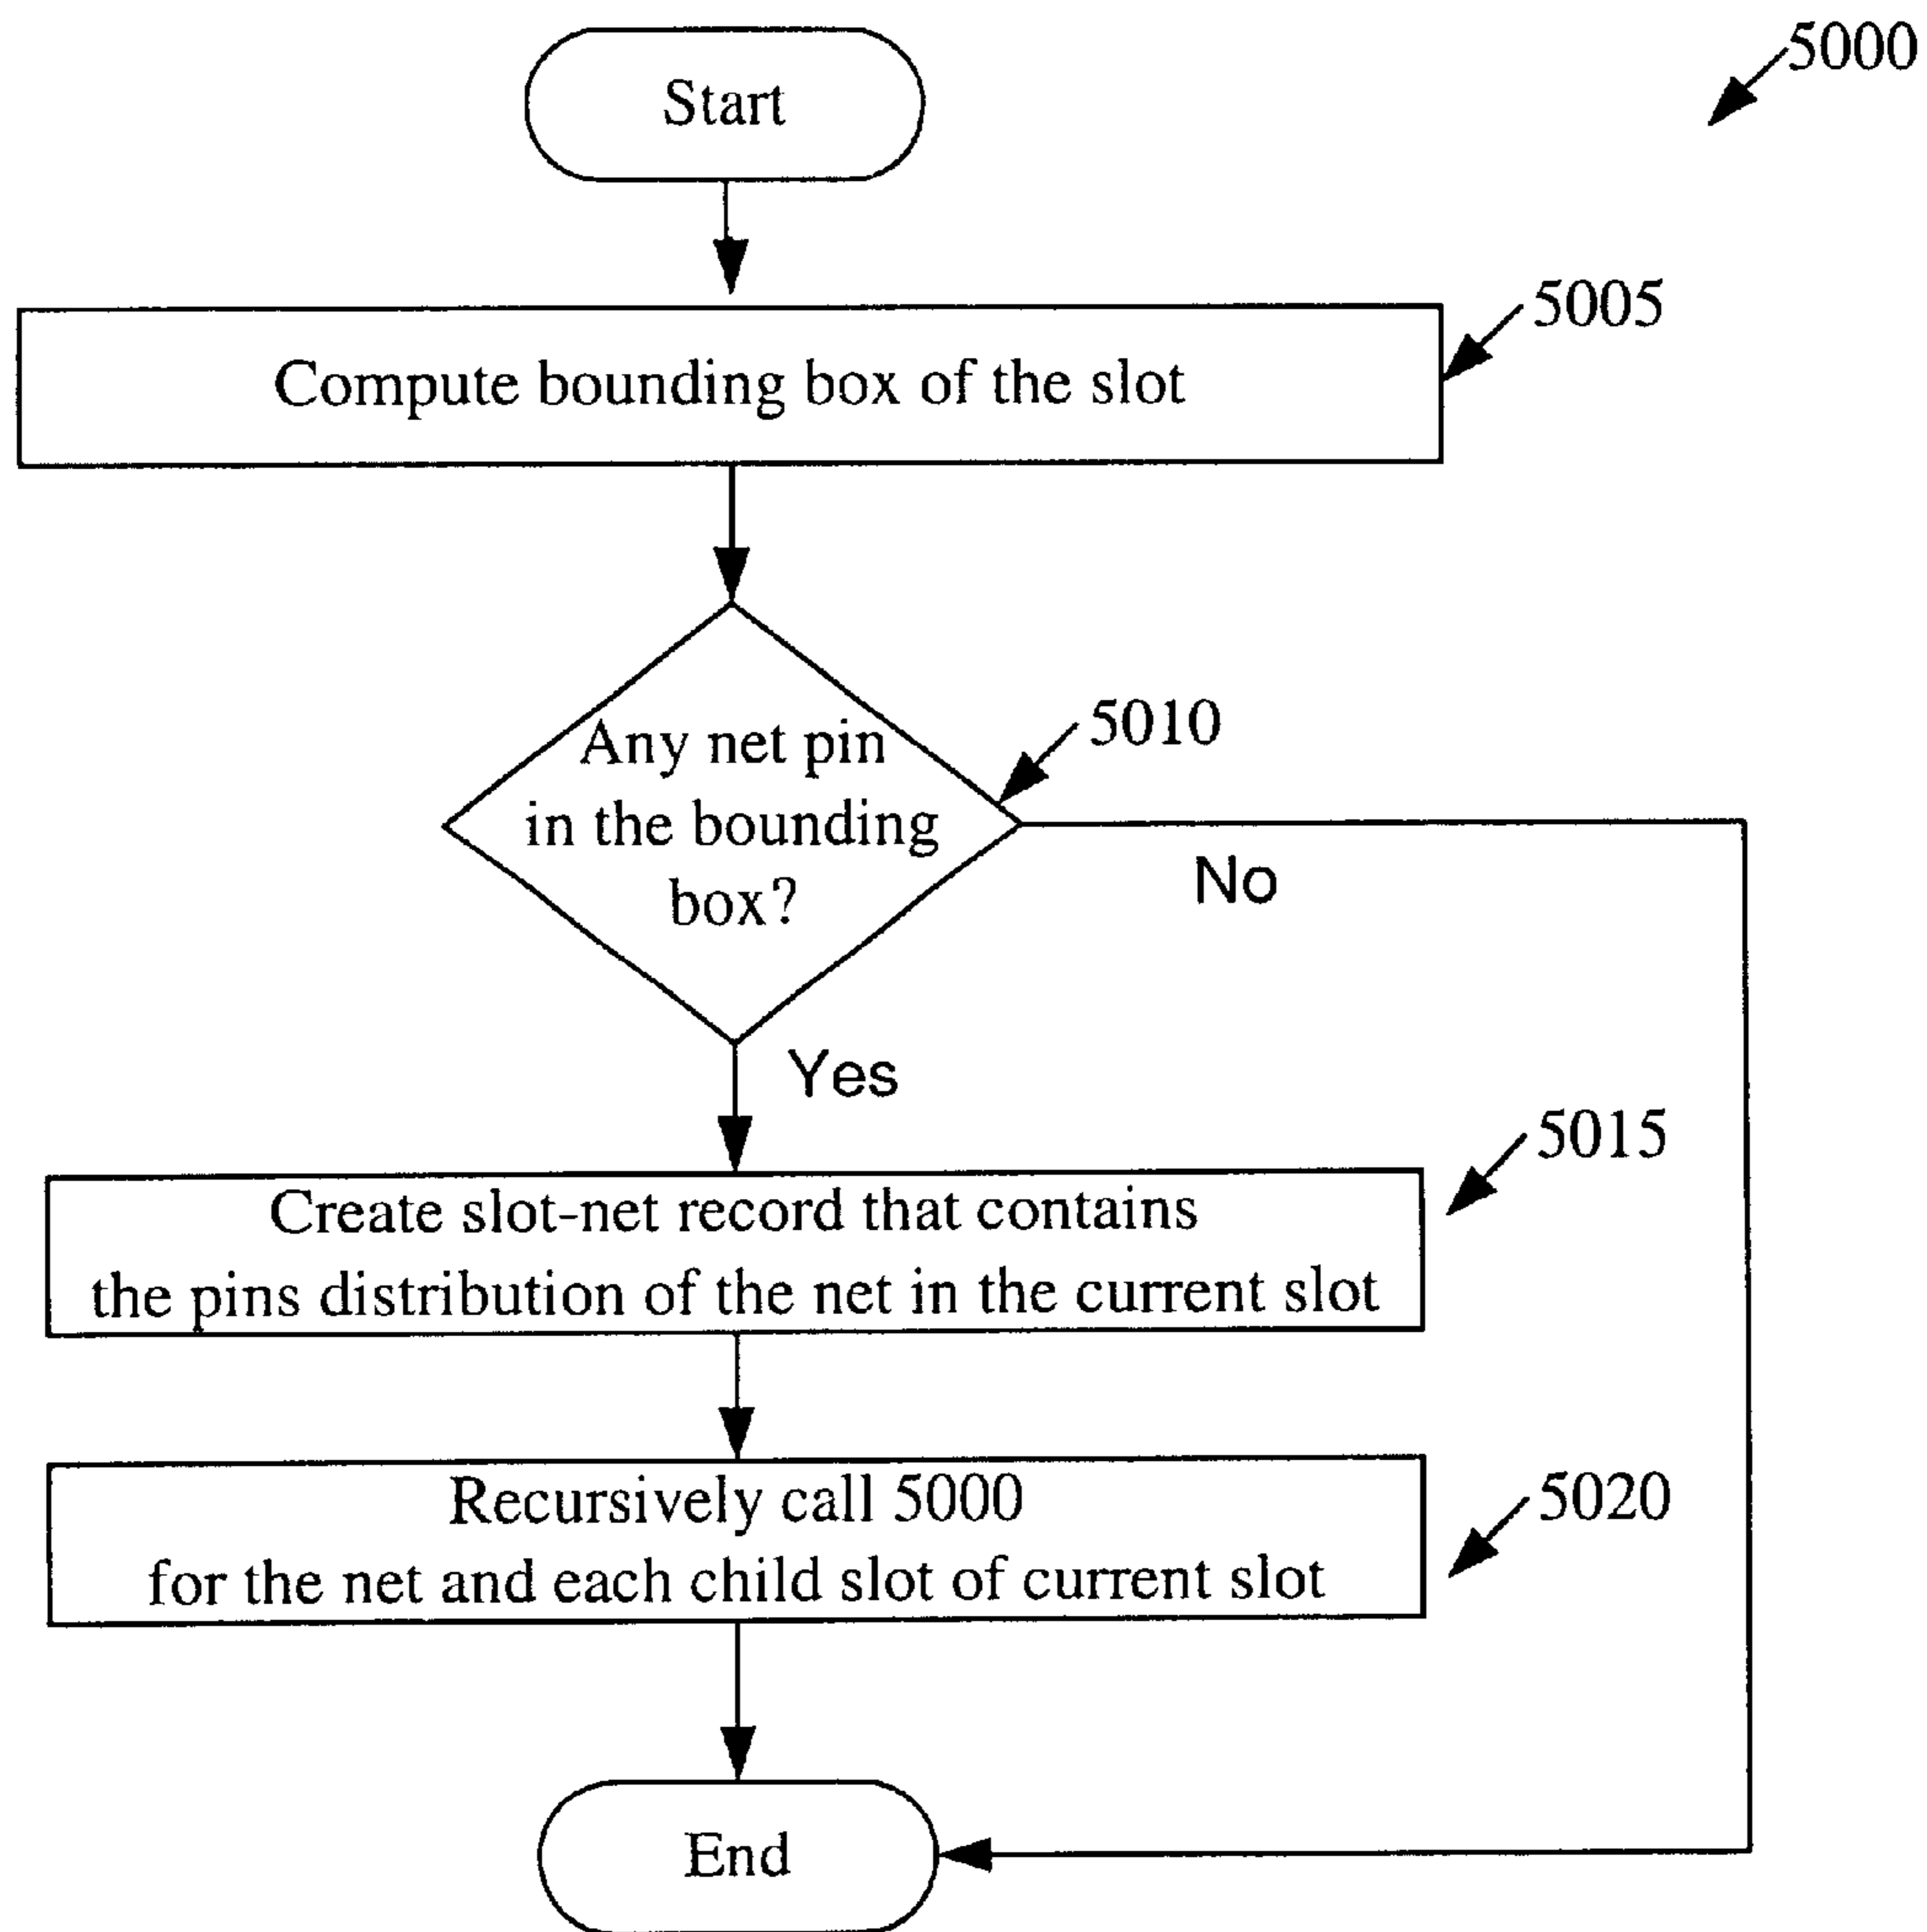 Start
5000
Compute bounding box of the slot
5005
Any net pin
in the bounding
box?
5010
No
Yes
Create slot-net record that contains
the pins distribution of the net in the current slot
5015
Recursively call 5000
for the net and each child slot of current slot
5020
End